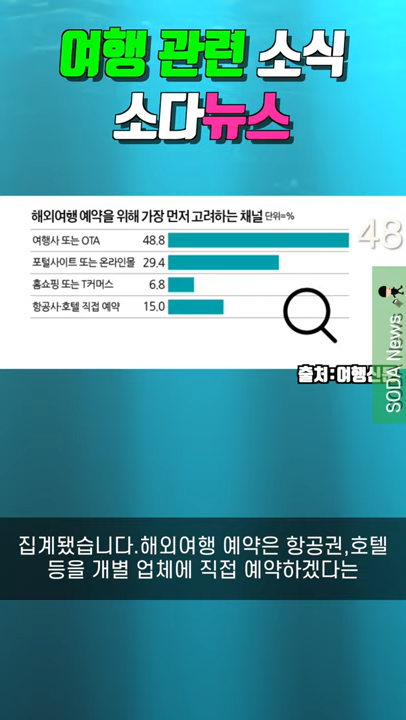 여행 관련 소식
소다뉴스
해외여행 예약을 위해 가장 먼저 고려하는 채널 단위=%
여행사 또는 OTA 48.8
포털사이트 또는 온라인몰 29.4
홈쇼핑 또는 T커머스 6.8
항공사·호텔 직접 예약 15.0
48
출처:여행신
SODA News
집계됐습니다.해외여행 예약은 항공권,호텔
등을 개별 업체에 직접 예약하겠다는